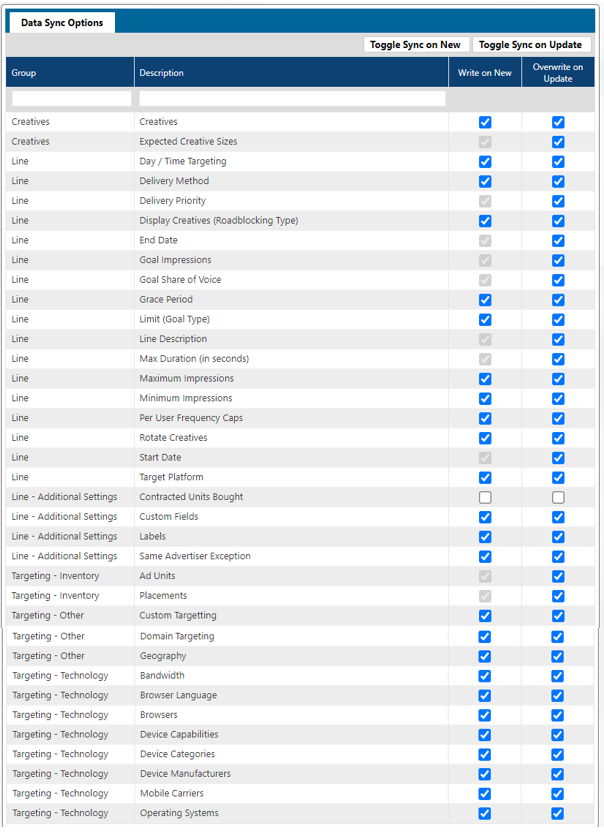 Data Sync Options
Toggle Sync on New Toggle Sync on Update
Group Description Write on New Overwrite on Update
Creatives Creatives
Creatives Expected Creative Sizes
Line Day / Time Targeting
Line Delivery Method
Line Delivery Priority
Line Display Creatives (Roadblocking Type)
Line End Date
Line Goal Impressions
Line Goal Share of Voice
Line Grace Period
Line Limit (Goal Type)
Line Line Description
Line Max Duration (in seconds)
Line Maximum Impressions
Line Minimum Impressions
Line Per User Frequency Caps
Line Rotate Creatives
Line Start Date
Line Target Platform
Line - Additional Settings Contracted Units Bought
Line - Additional Settings Custom Fields
Line - Additional Settings Labels
Line - Additional Settings Same Advertiser Exception
Targeting - Inventory Ad Units
Targeting - Inventory Placements
Targeting - Other Custom Targetting
Targeting - Other Domain Targeting
Targeting - Other Geography
Targeting - Technology Bandwidth
Targeting - Technology Browser Language
Targeting - Technology Browsers
Targeting - Technology Device Capabilities
Targeting - Technology Device Categories
Targeting - Technology Device Manufacturers
Targeting - Technology Mobile Carriers
Targeting - Technology Operating Systems